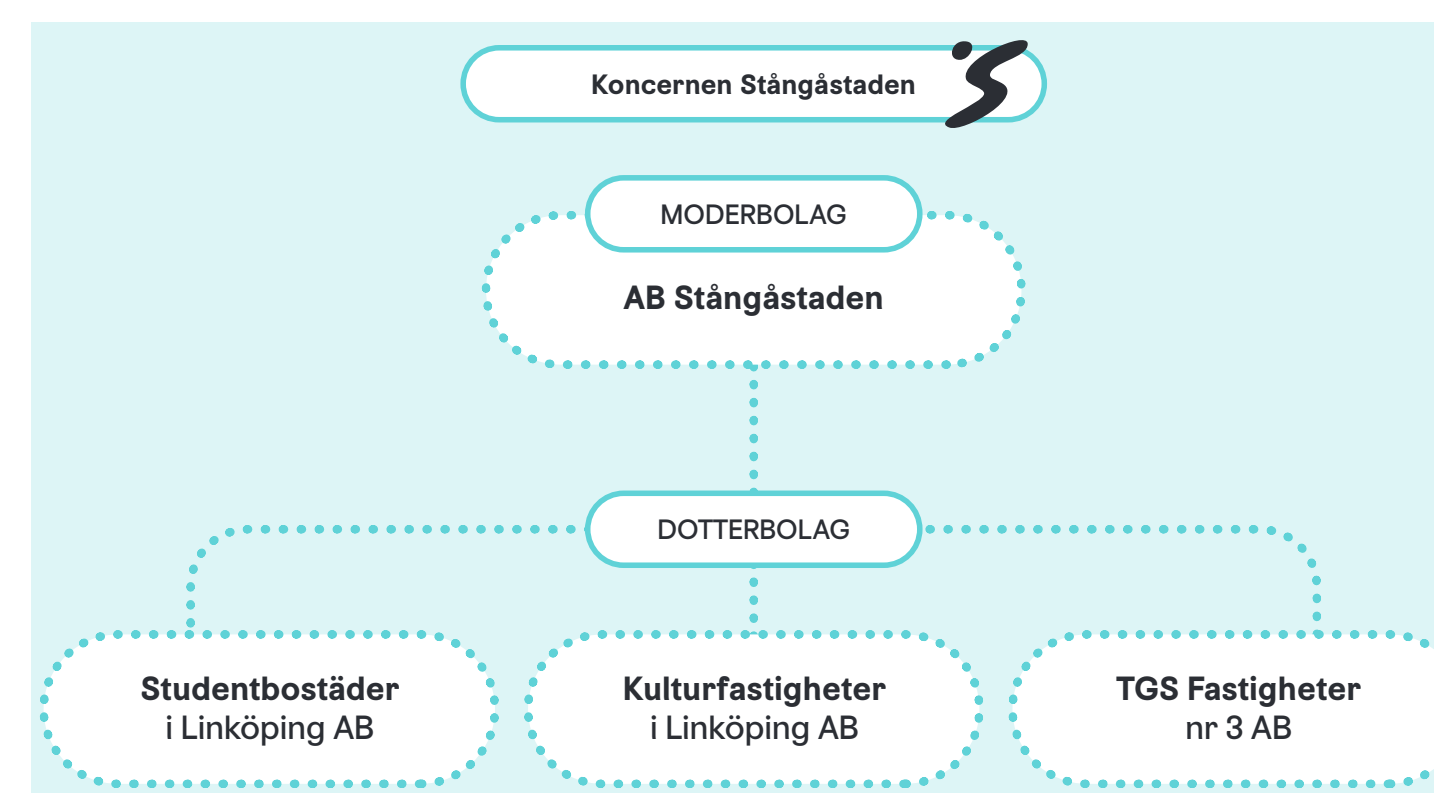 Koncernen Stångåstaden
MODERBOLAG
AB Stångåstaden
DOTTERBOLAG
Studentbostäder
i Linköping AB
Kulturfastigheter
i Linköping AB
TGS Fastigheter
nr 3 AB